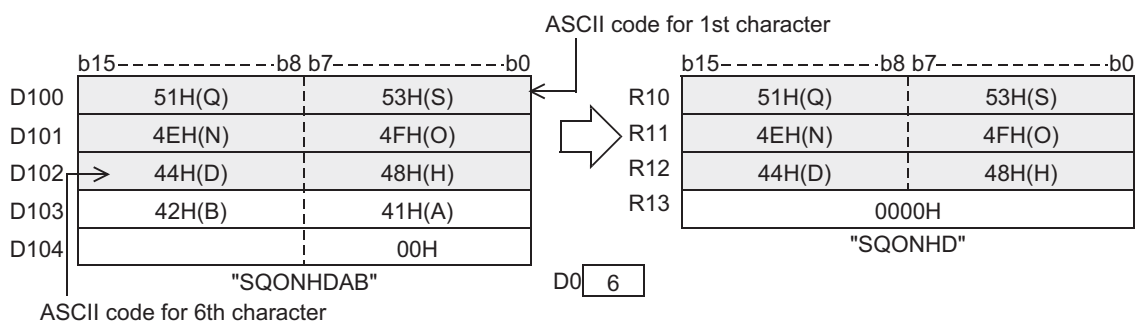 ASCII code for 1st character
b15-----------b8 b7------------b0 b15-----------b8 b7------------b0
D100 51H(Q) 53H(S) R10 51H(Q) 53H(S)
D101 4EH(N) 4FH(O) R11 4EH(N) 4FH(O)
D102 44H(D) 48H(H) R12 44H(D) 48H(H)
D103 42H(B) 41H(A) R13 0000H
D104 00H "SQONHD"
"SQONHDAB" D0 6
ASCII code for 6th character